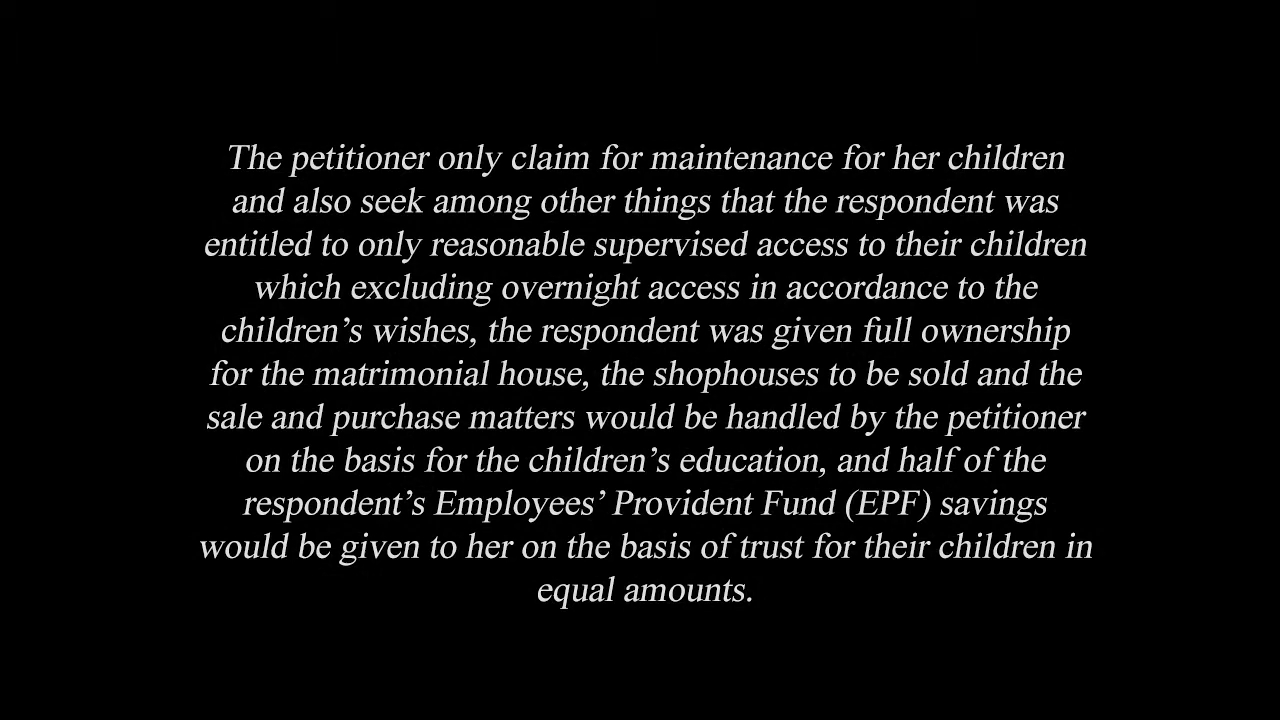 The petitioner only claim for maintenance for her children
and also seek among other things that the respondent was
entitled to only reasonable supervised access to their children
which excluding overnight access in accordance to the
children’s wishes, the respondent was given full ownership
for the matrimonial house, the shophouses to be sold and the
sale and purchase matters would be handled by the petitioner
on the basis for the children’s education, and half of the
respondent’s Employees’ Provident Fund (EPF) savings
would be given to her on the basis of trust for their children in
equal amounts.